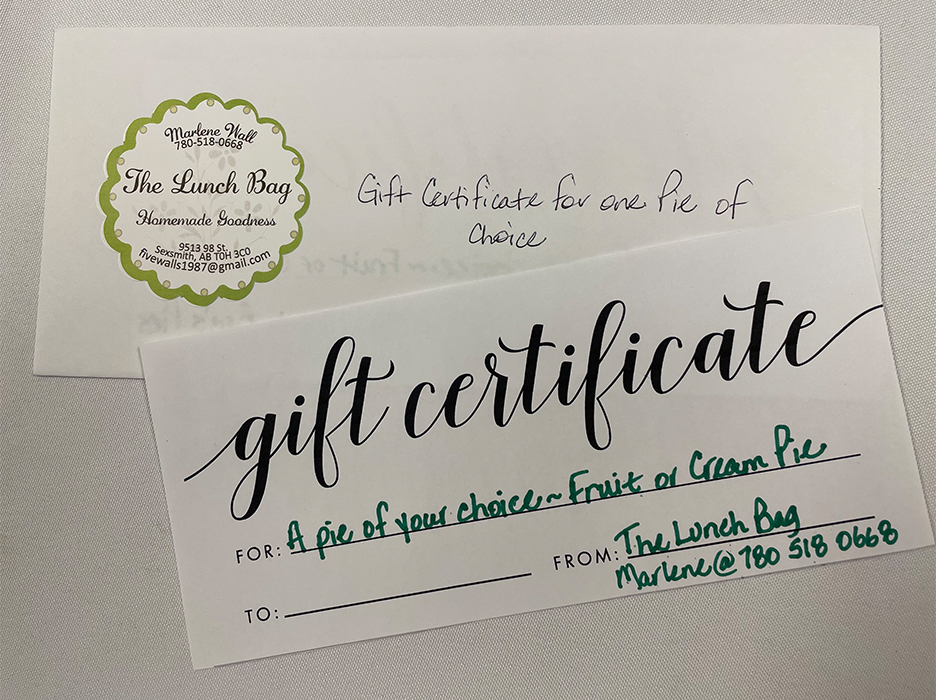 Marlene Wall
780-518-0668
The Lunch Bag
Homemade Goodness
9513 98 St.
Sexsmith, AB T0H 3C0
fivewalls1987@gmail.com
Gift Certificate for one Pie of
Choice
gift certificate
FOR: A pie of your choice ~ Fruit or Cream Pie
FROM: The Lunch Bag
Marlene @ 780 518 0668
TO: